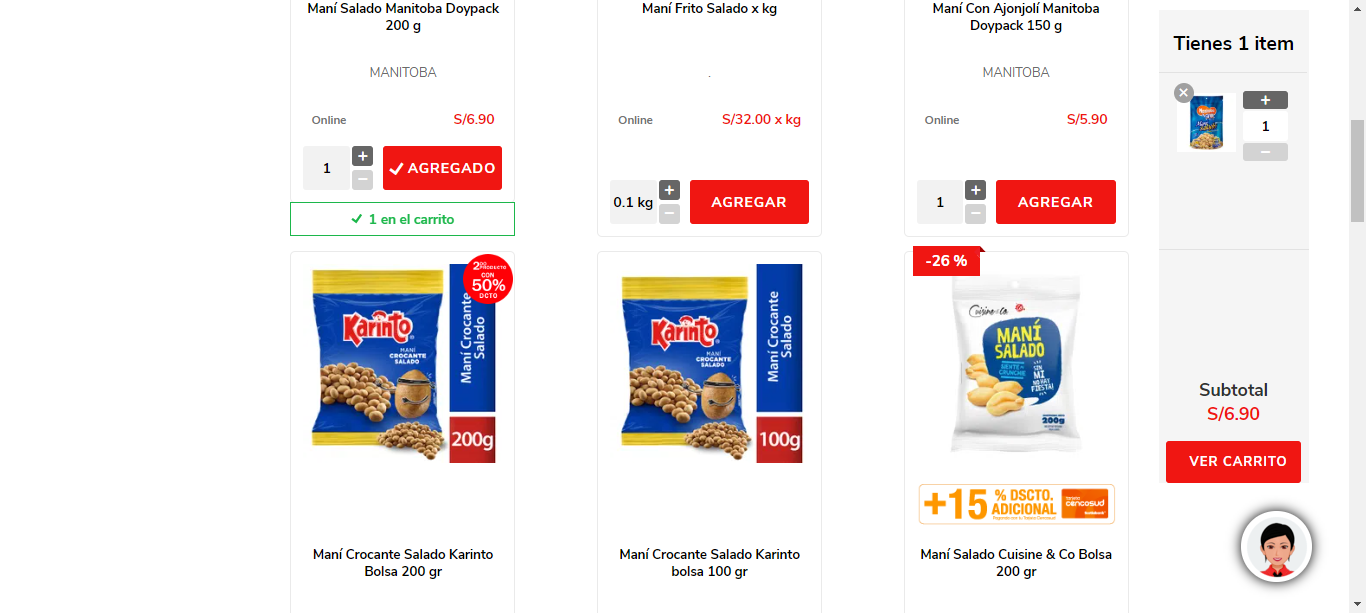 Maní Salado Manitoba Doypack
200 g
MANITOBA
Online
S/6.90
1
+
−
AGREGADO
1 en el carrito
Maní Frito Salado x kg
.
Online
S/32.00 x kg
0.1 kg
+
−
AGREGAR
Maní Con Ajonjolí Manitoba
Doypack 150 g
MANITOBA
Online
S/5.90
1
+
−
AGREGAR
Tienes 1 item
+
1
−
Subtotal
S/6.90
VER CARRITO
2DO PRODUCTO
CON
50%
DCTO
Karinto
MANÍ
CROCANTE
SALADO
Maní Crocante
Salado
200g
Maní Crocante Salado Karinto
Bolsa 200 gr
Karinto
MANÍ
CROCANTE
SALADO
Maní Crocante
Salado
100g
Maní Crocante Salado Karinto
bolsa 100 gr
-26 %
Cuisine & Co.
MANÍ
SALADO
SIN
MI
NO HAY
FIESTA!
200g
+15 % DSCTO.
ADICIONAL
cencosud
Maní Salado Cuisine & Co Bolsa
200 gr